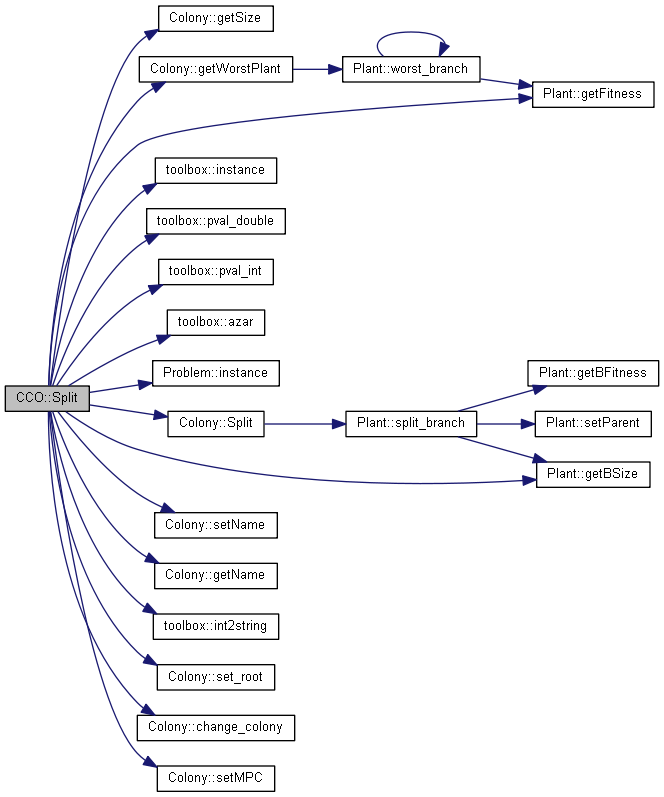 Colony::getSize
Colony::getWorstPlant
Plant::worst_branch
Plant::getFitness
toolbox::instance
toolbox::pval_double
toolbox::pval_int
toolbox::azar
Problem::instance
Plant::getBFitness
CCO::Split
Colony::Split
Plant::split_branch
Plant::setParent
Plant::getBSize
Colony::setName
Colony::getName
toolbox::int2string
Colony::set_root
Colony::change_colony
Colony::setMPC